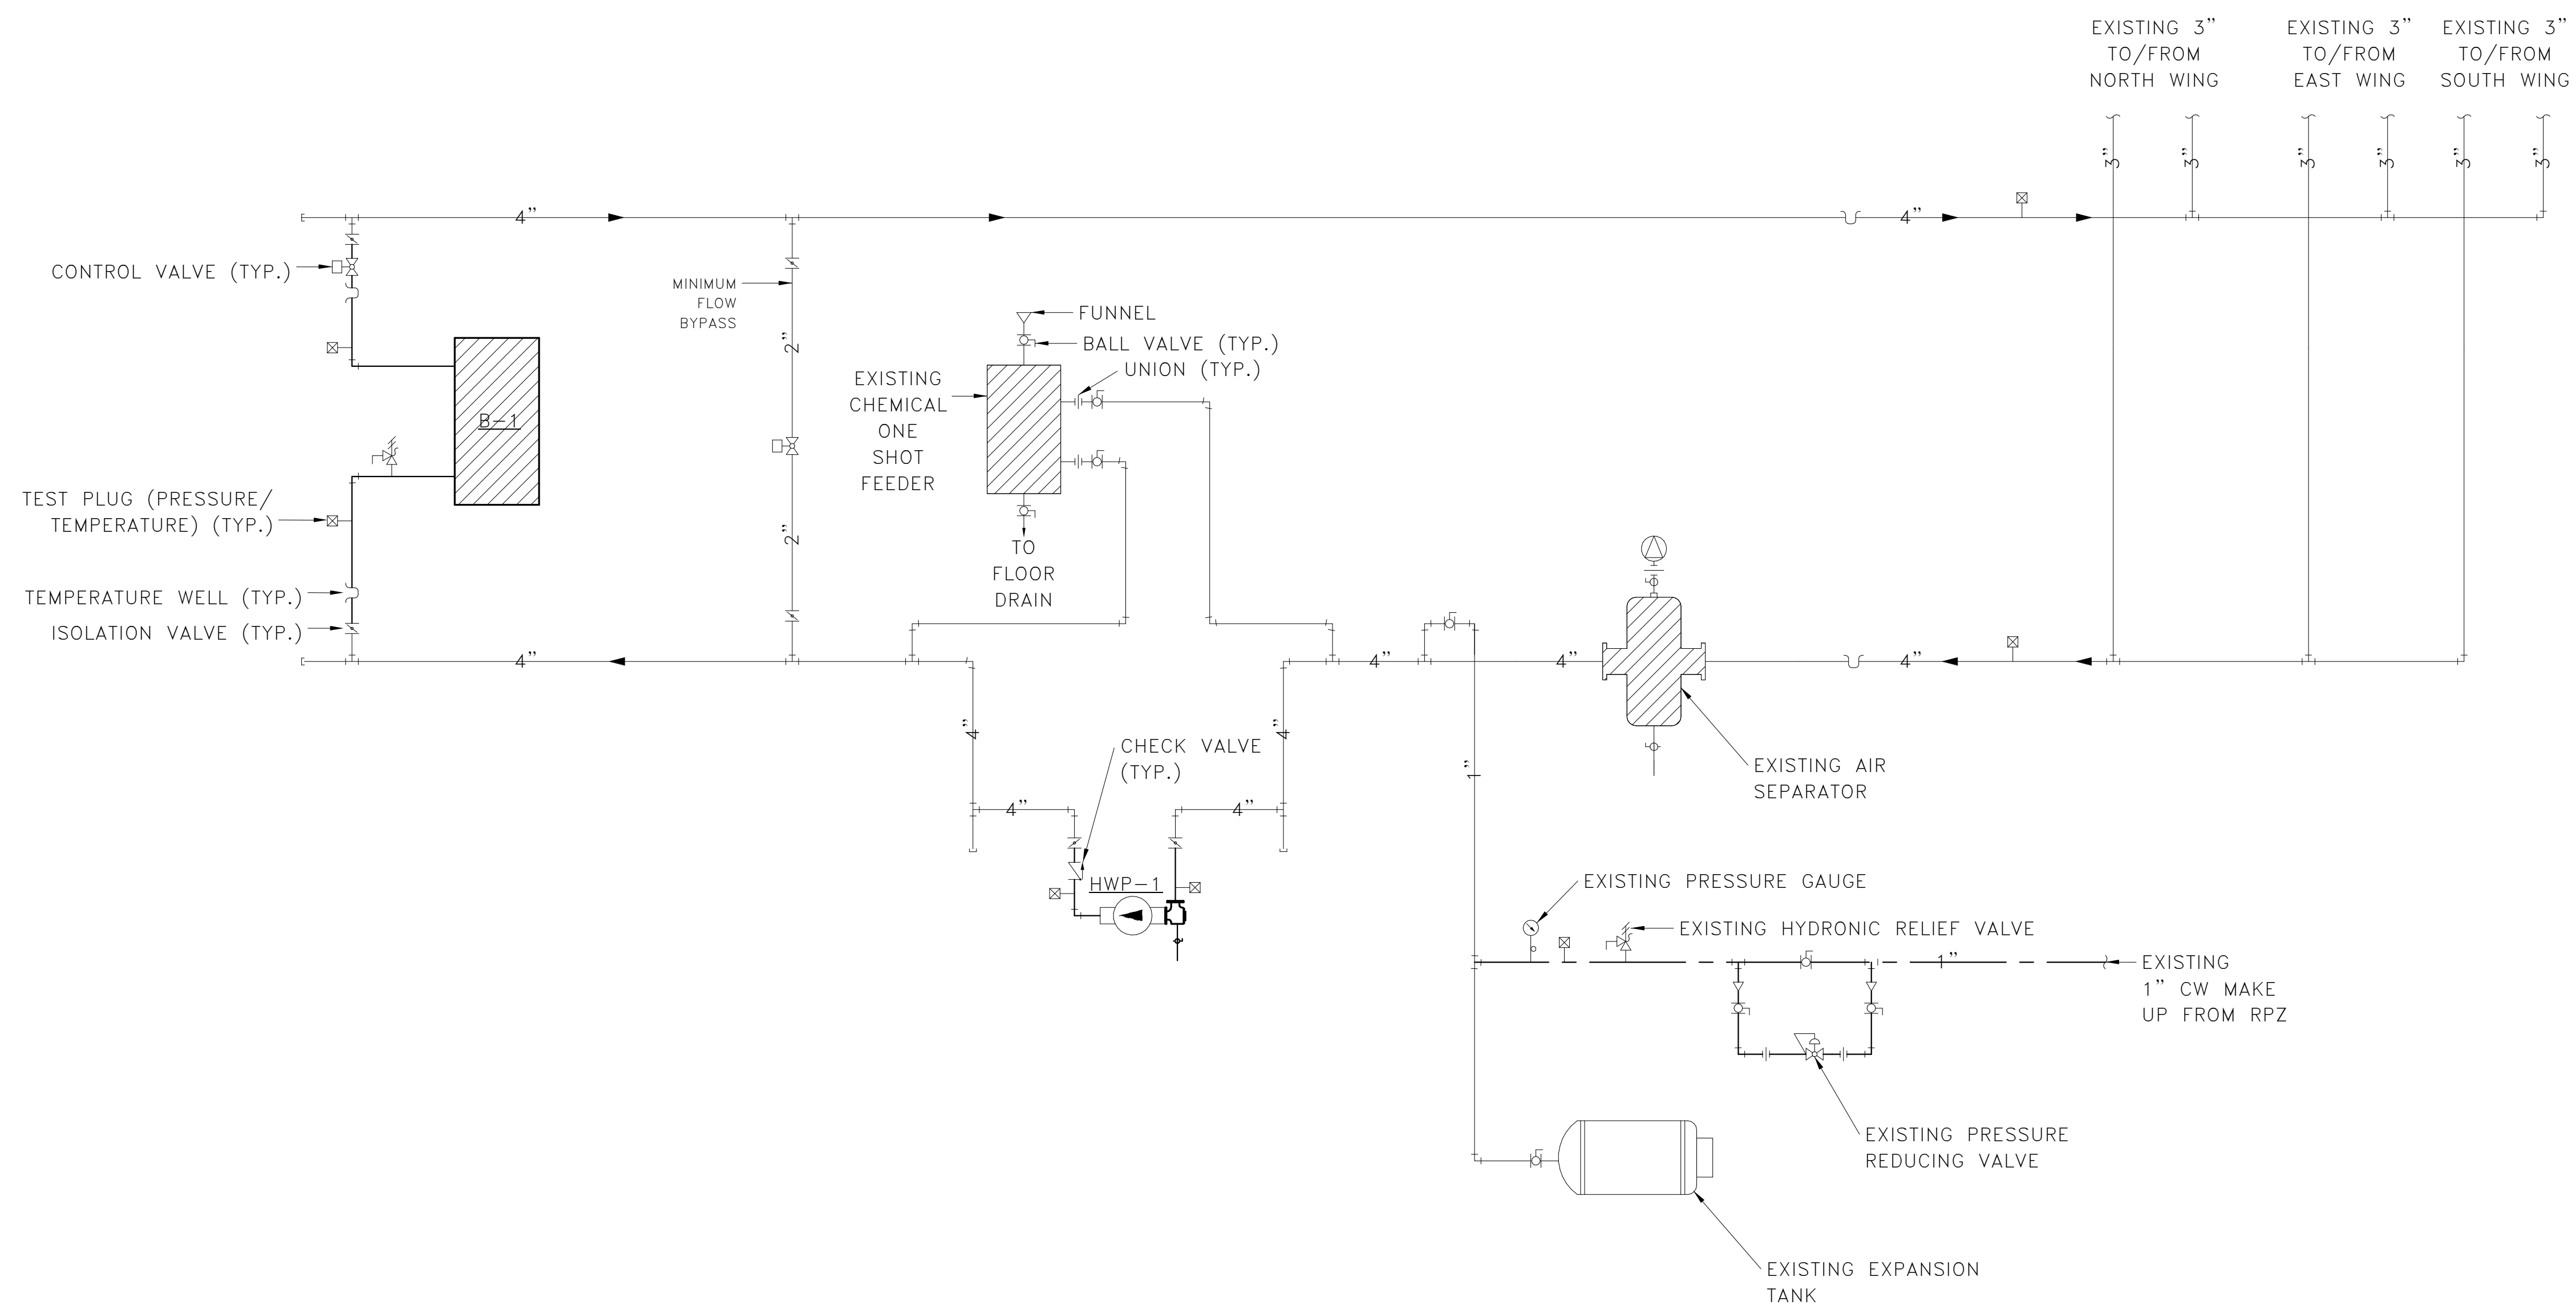 EXISTING 3"
TO/FROM
NORTH WING
EXISTING 3"
TO/FROM
EAST WING
EXISTING 3"
TO/FROM
SOUTH WING
3"
3"
3"
3"
3"
3"
4"
4"
CONTROL VALVE (TYP.)
MINIMUM
FLOW
BYPASS
2"
FUNNEL
BALL VALVE (TYP.)
UNION (TYP.)
EXISTING
CHEMICAL
ONE
SHOT
FEEDER
B-1
TEST PLUG (PRESSURE/
TEMPERATURE) (TYP.)
2"
TO
FLOOR
DRAIN
TEMPERATURE WELL (TYP.)
ISOLATION VALVE (TYP.)
4"
4"
4"
4"
4"
4"
1"
CHECK VALVE
(TYP.)
EXISTING AIR
SEPARATOR
4"
4"
HWP-1
EXISTING PRESSURE GAUGE
EXISTING HYDRONIC RELIEF VALVE
1"
EXISTING
1" CW MAKE
UP FROM RPZ
EXISTING PRESSURE
REDUCING VALVE
EXISTING EXPANSION
TANK